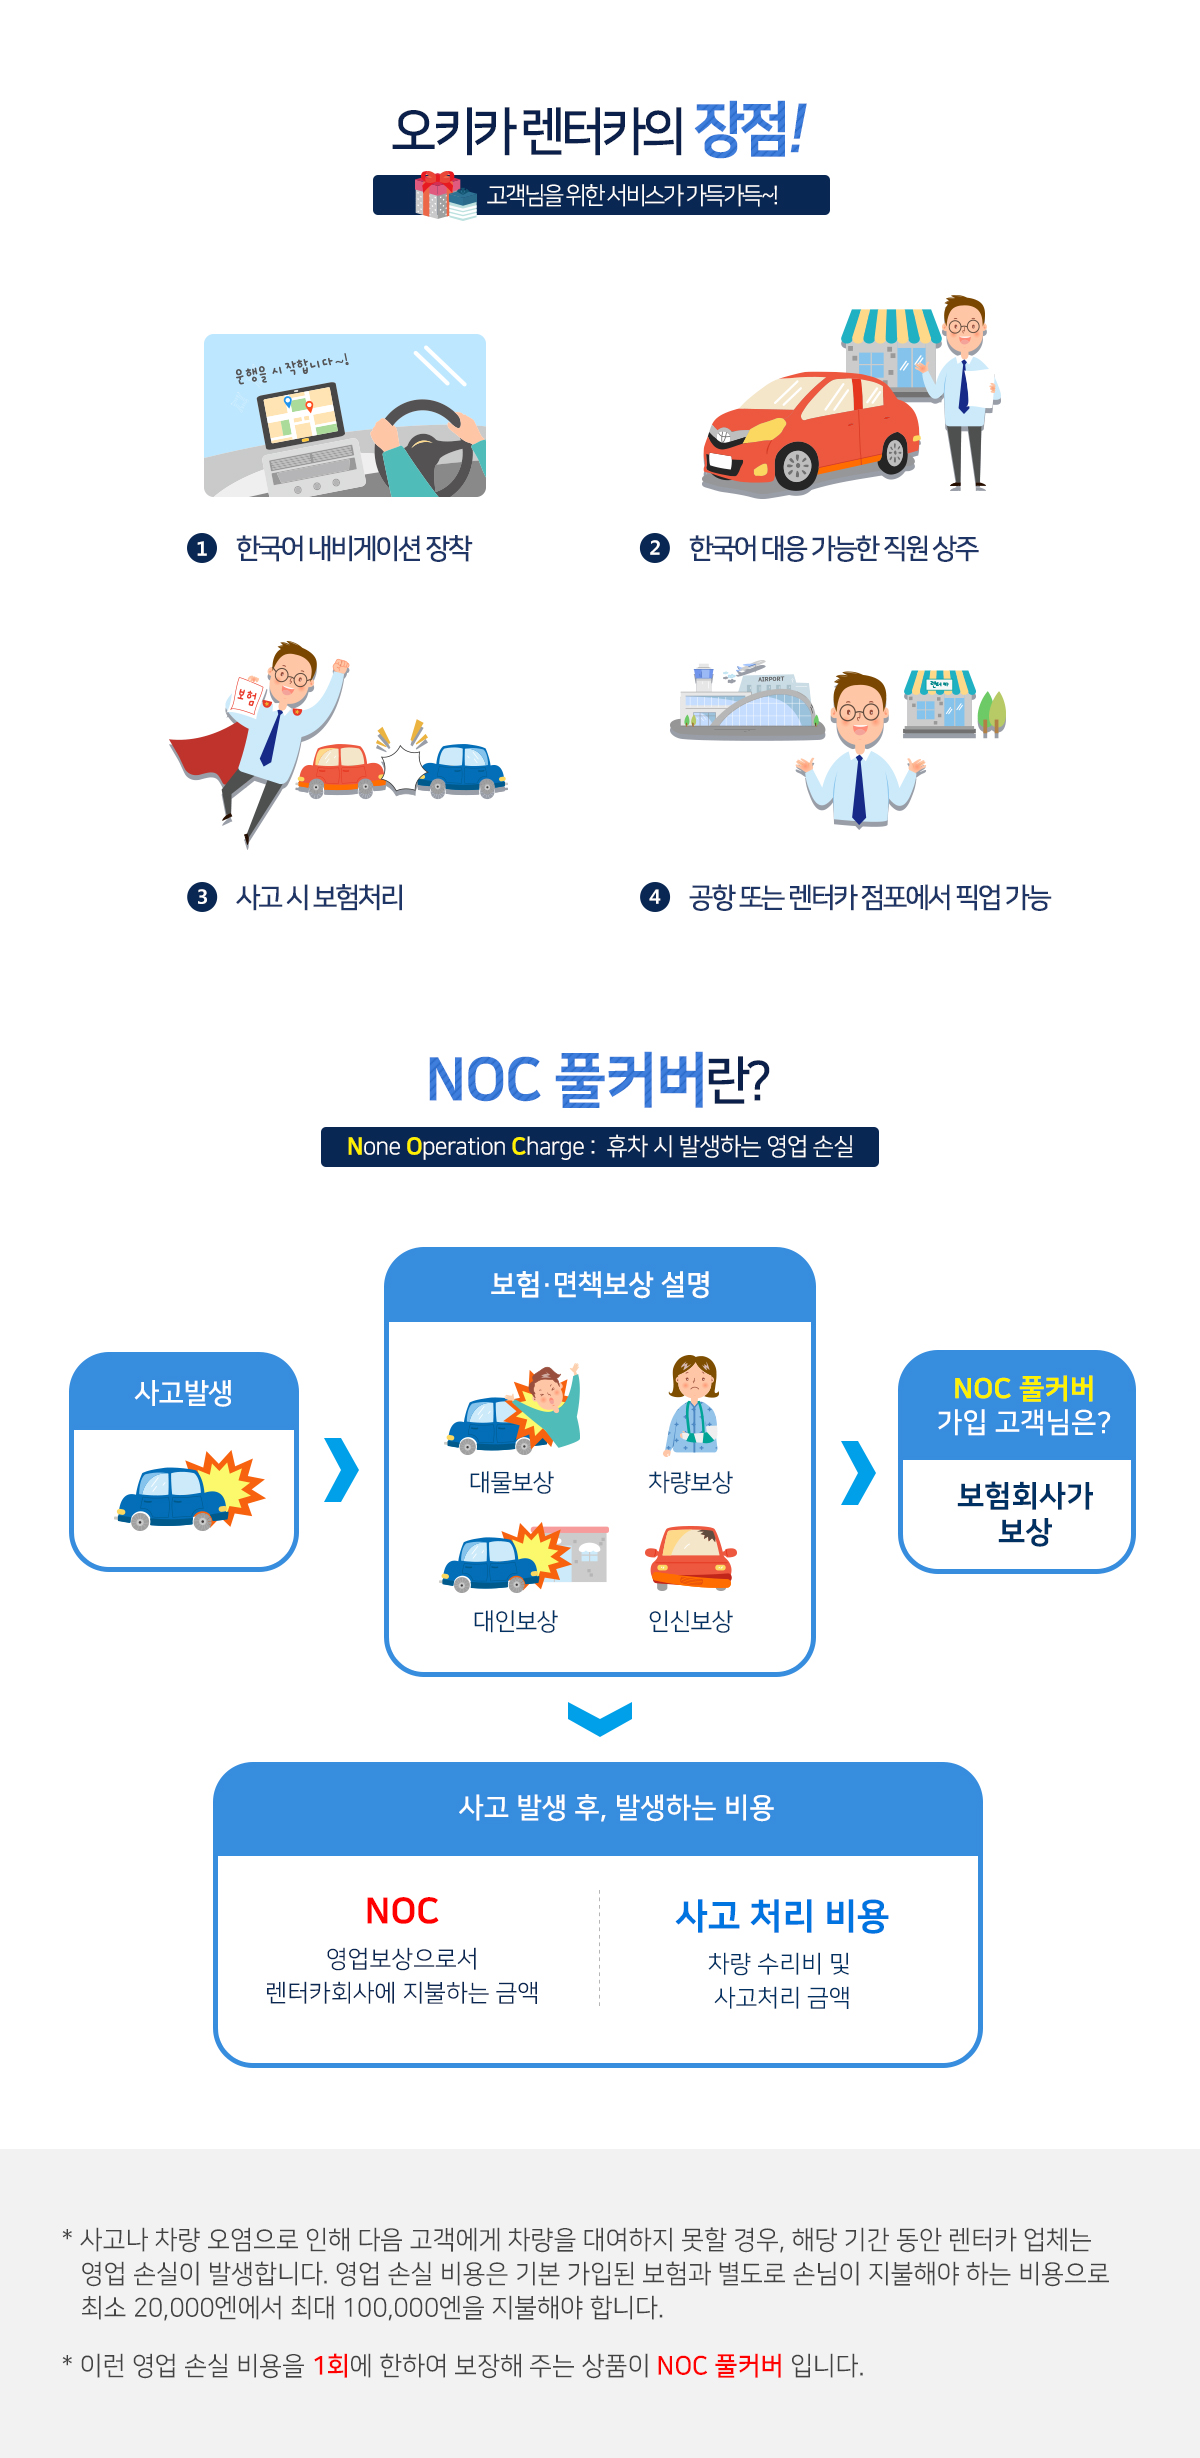 오키카 렌터카의 장점!
고객님을 위한 서비스가 가득가득~!
운행을 시작합니다~!
1 한국어 내비게이션 장착
2 한국어 대응 가능한 직원 상주
보험
AIRPORT
렌터카
3 사고 시 보험처리
4 공항 또는 렌터카 점포에서 픽업 가능
NOC 풀커버란?
None Operation Charge : 휴차 시 발생하는 영업 손실
사고발생
보험·면책보상 설명
대물보상
차량보상
대인보상
인신보상
NOC 풀커버
가입 고객님은?
보험회사가
보상
사고 발생 후, 발생하는 비용
NOC
영업보상으로서
렌터카회사에 지불하는 금액
사고 처리 비용
차량 수리비 및
사고처리 금액
* 사고나 차량 오염으로 인해 다음 고객에게 차량을 대여하지 못할 경우, 해당 기간 동안 렌터카 업체는
영업 손실이 발생합니다. 영업 손실 비용은 기본 가입된 보험과 별도로 손님이 지불해야 하는 비용으로
최소 20,000엔에서 최대 100,000엔을 지불해야 합니다.
* 이런 영업 손실 비용을 1회에 한하여 보장해 주는 상품이 NOC 풀커버 입니다.